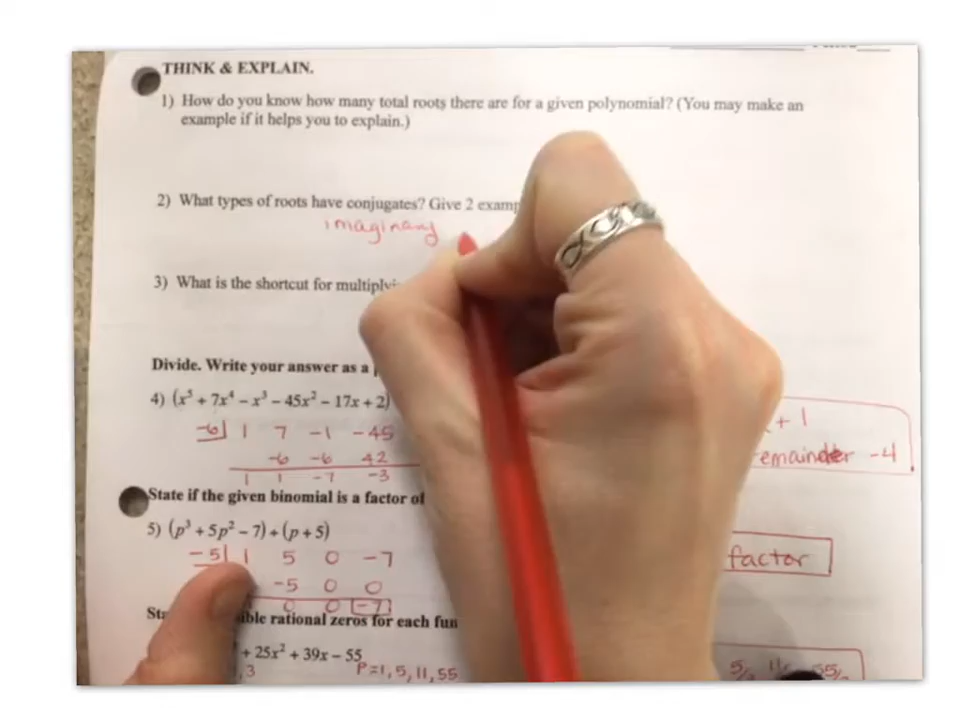 THINK & EXPLAIN.
1) How do you know how many total roots there are for a given polynomial? (You may make an
example if it helps you to explain.)
2) What types of roots have conjugates? Give 2
imaginary
3) What is the shortcut for
Divide. Write your answer as a
4) (x⁵ + 7x⁴ – x³ – 45x² – 17x + 2)
-6| 1 7 -1 -45
+ 1
-6 -6 42
remainder -4
1 1 -7 -3
State if the given binomial is a factor of
5) (p³ + 5p² – 7) ÷ (p + 5)
-5| 1 5 0 -7
factor
-5 0 0
0 0 -7
rational zeros for each
+ 25x² + 39x – 55
, 3 P=1, 5, 11, 55